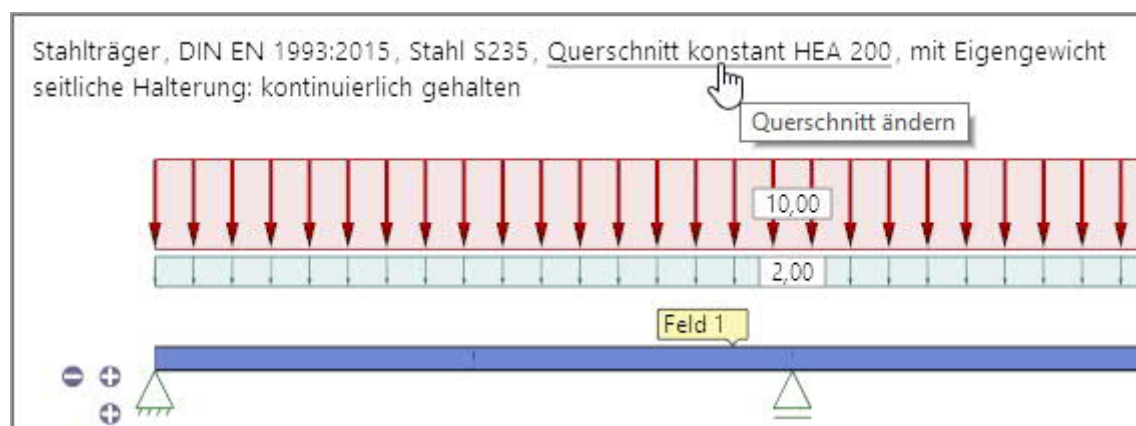 Stahlträger, DIN EN 1993:2015, Stahl S235, Querschnitt konstant HEA 200, mit Eigengewicht
seitliche Halterung: kontinuierlich gehalten
Querschnitt ändern
10,00
2,00
Feld 1